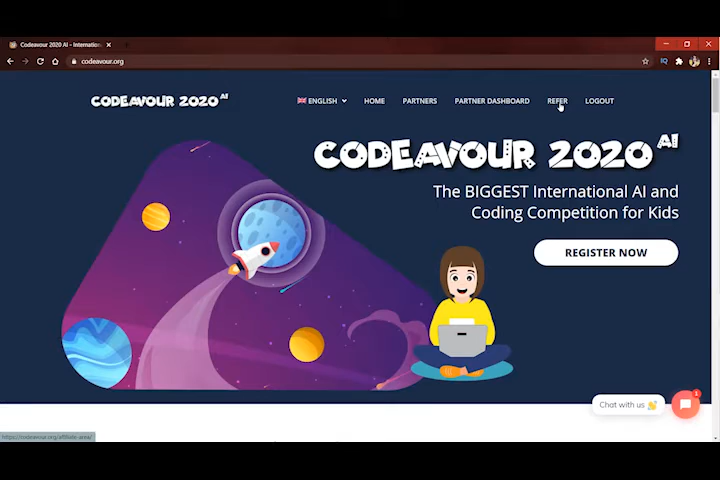 Codeavour 2020 AI - Internation
codeavour.org
CODEAVOUR 2020 AI
ENGLISH
HOME
PARTNERS
PARTNER DASHBOARD
REFER
LOGOUT
CODEAVOUR 2020 AI
The BIGGEST International AI and
Coding Competition for Kids
REGISTER NOW
Chat with us
1
https://codeavour.org/affiliate-area/